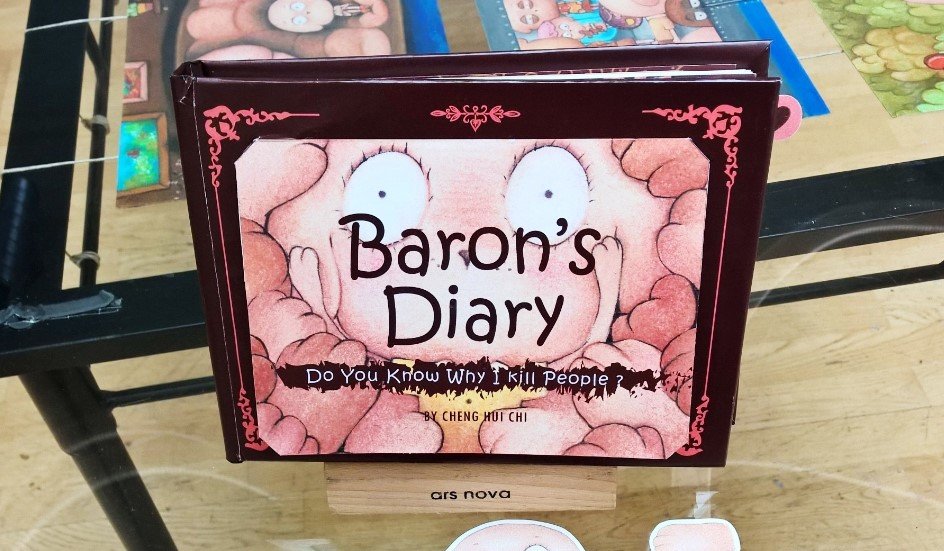 Baron's
Diary
Do You Know Why I kill People ?
BY CHENG HUI CHI
ars nova